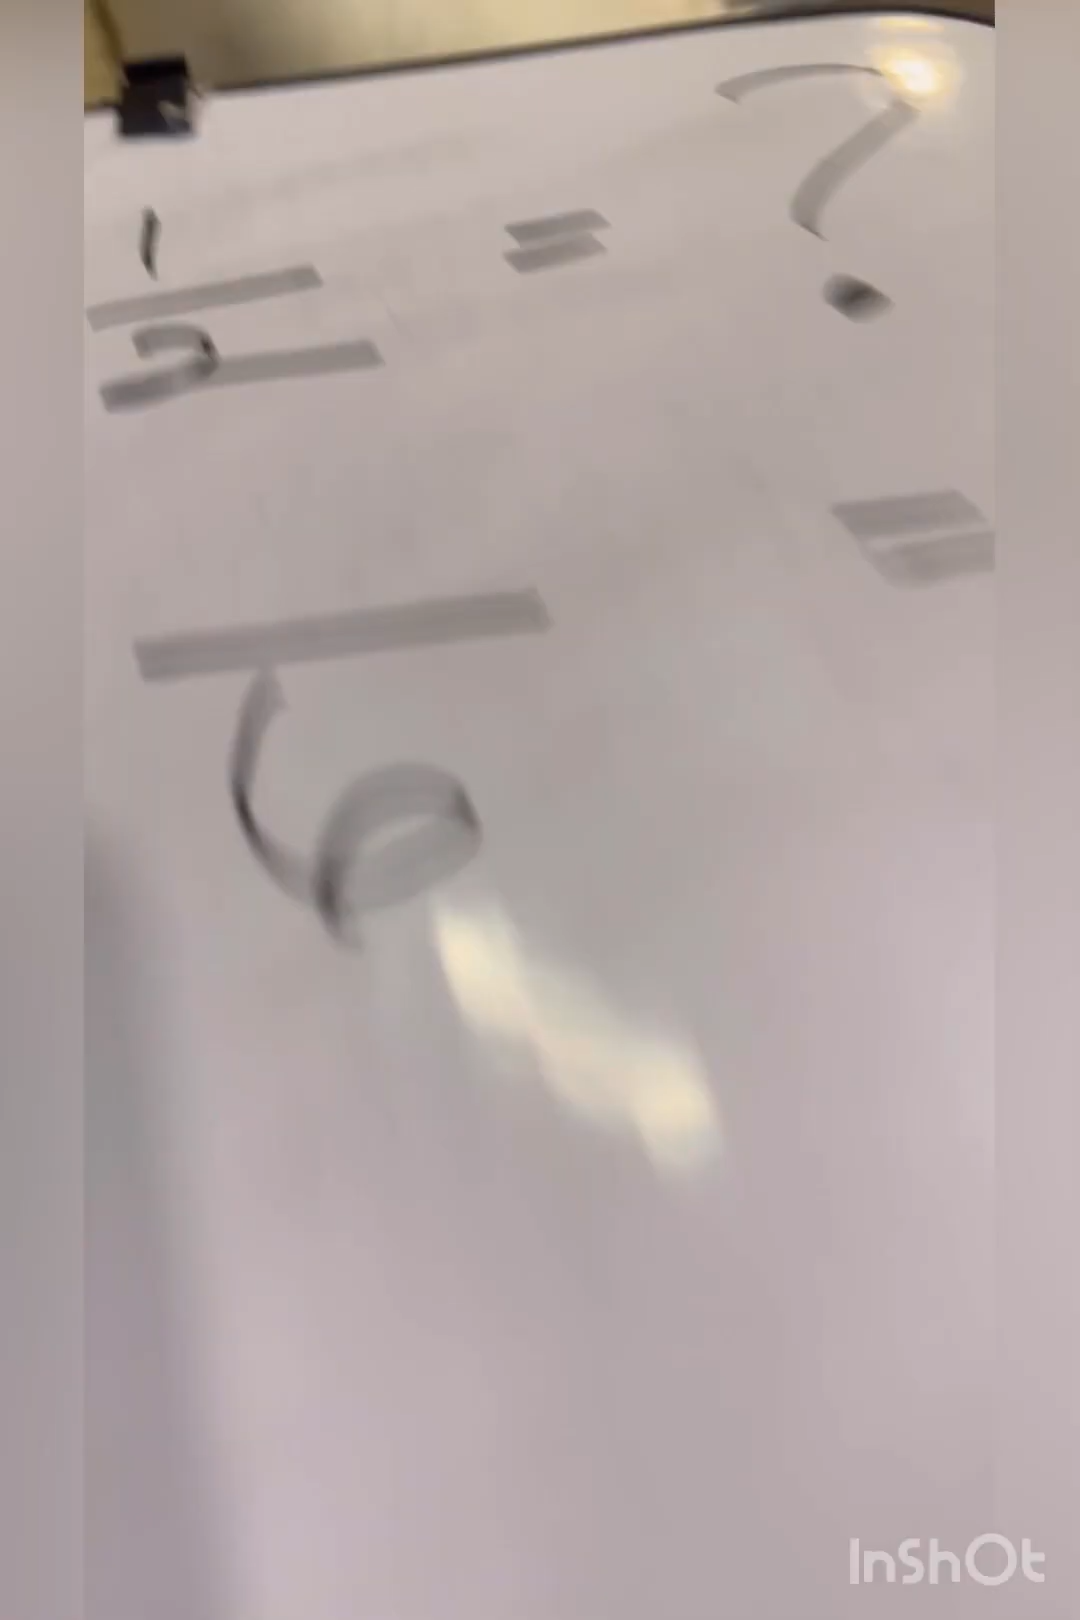 1 = ?
2
=
6
InShOt